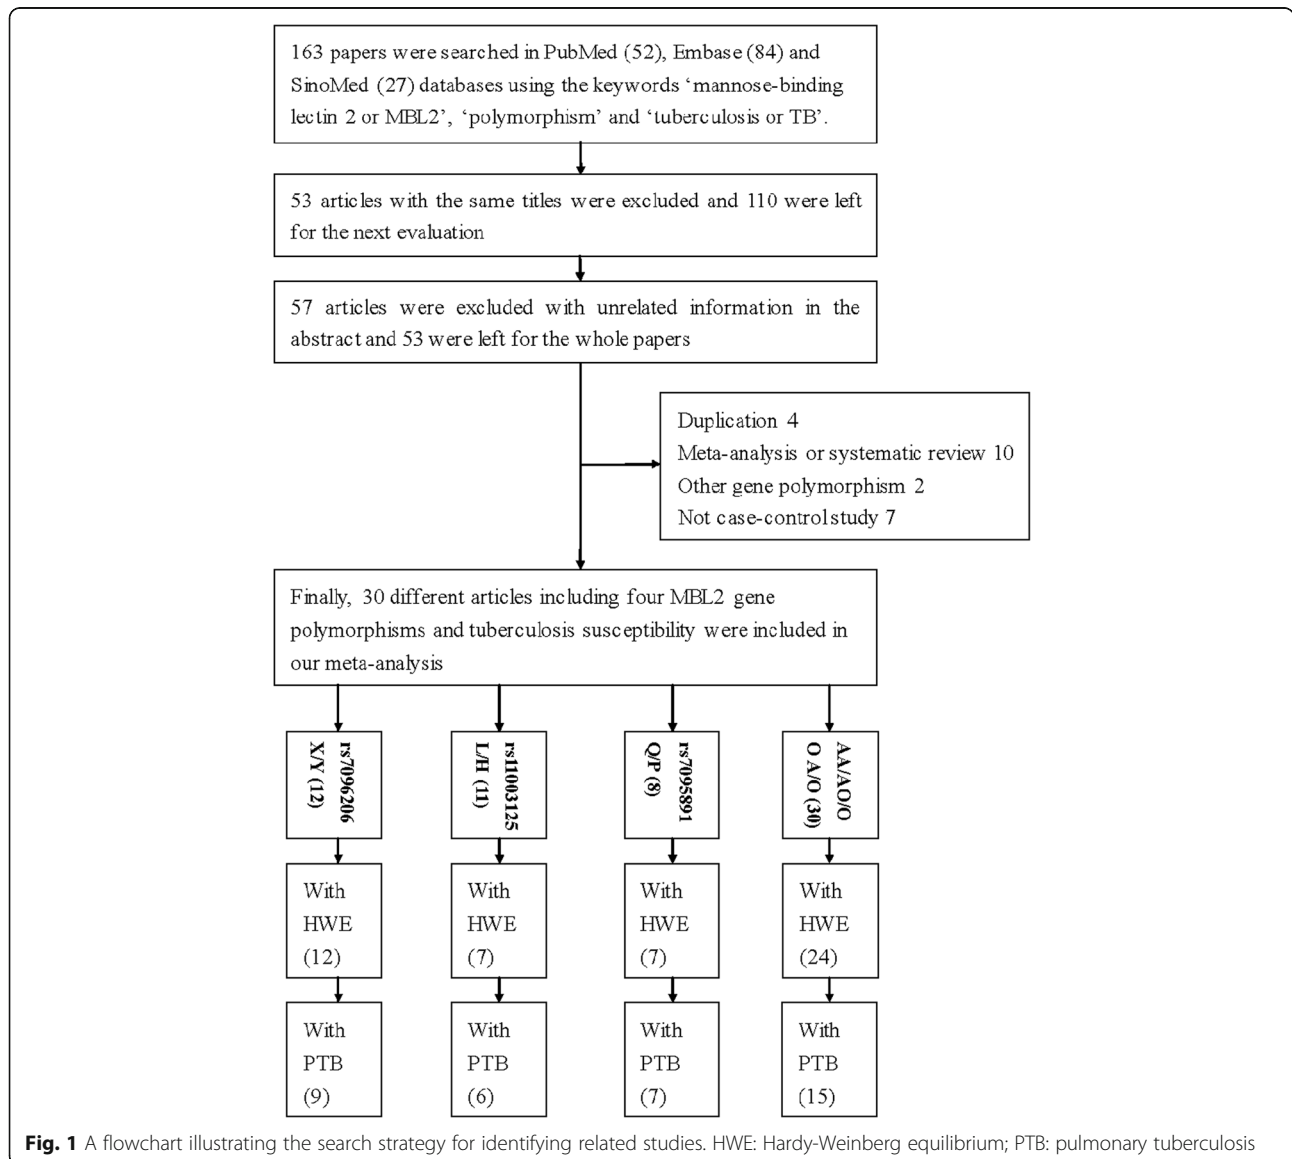 163 papers were searched in PubMed (52), Embase (84) and
SinoMed (27) databases using the keywords ‘mannose-binding
lectin 2 or MBL2’, ‘polymorphism’ and ‘tuberculosis or TB’.
53 articles with the same titles were excluded and 110 were left
for the next evaluation
57 articles were excluded with unrelated information in the
abstract and 53 were left for the whole papers
Duplication 4
Meta-analysis or systematic review 10
Other gene polymorphism 2
Not case-control study 7
Finally, 30 different articles including four MBL2 gene
polymorphisms and tuberculosis susceptibility were included in
our meta-analysis
rs7096206
X/Y (12)
rs11003125
L/H (11)
rs7095891
Q/P (8)
AA/AO/O
O A/O (30)
With
HWE
(12)
With
HWE
(7)
With
HWE
(7)
With
HWE
(24)
With
PTB
(9)
With
PTB
(6)
With
PTB
(7)
With
PTB
(15)
Fig. 1 A flowchart illustrating the search strategy for identifying related studies. HWE: Hardy-Weinberg equilibrium; PTB: pulmonary tuberculosis